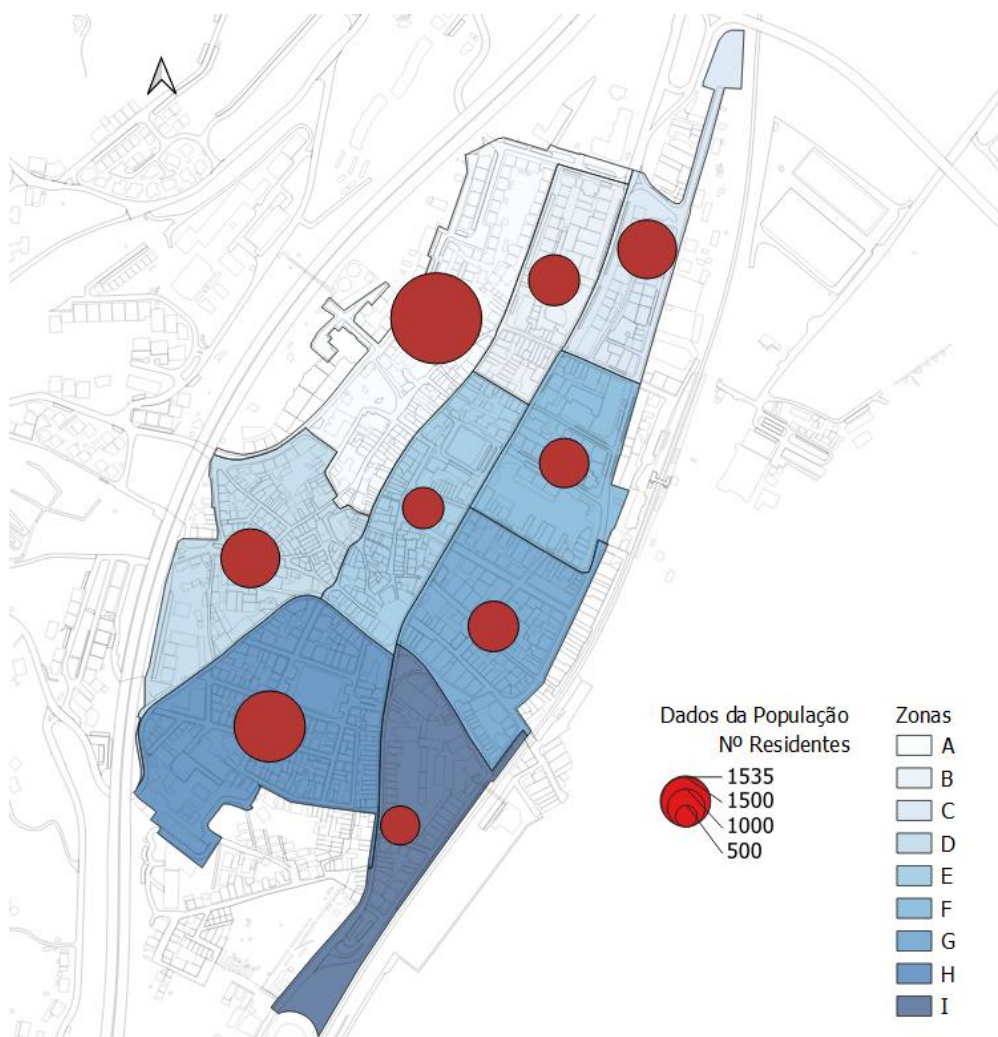 Dados da População
Nº Residentes
1535
1500
1000
500
Zonas
A
B
C
D
E
F
G
H
I